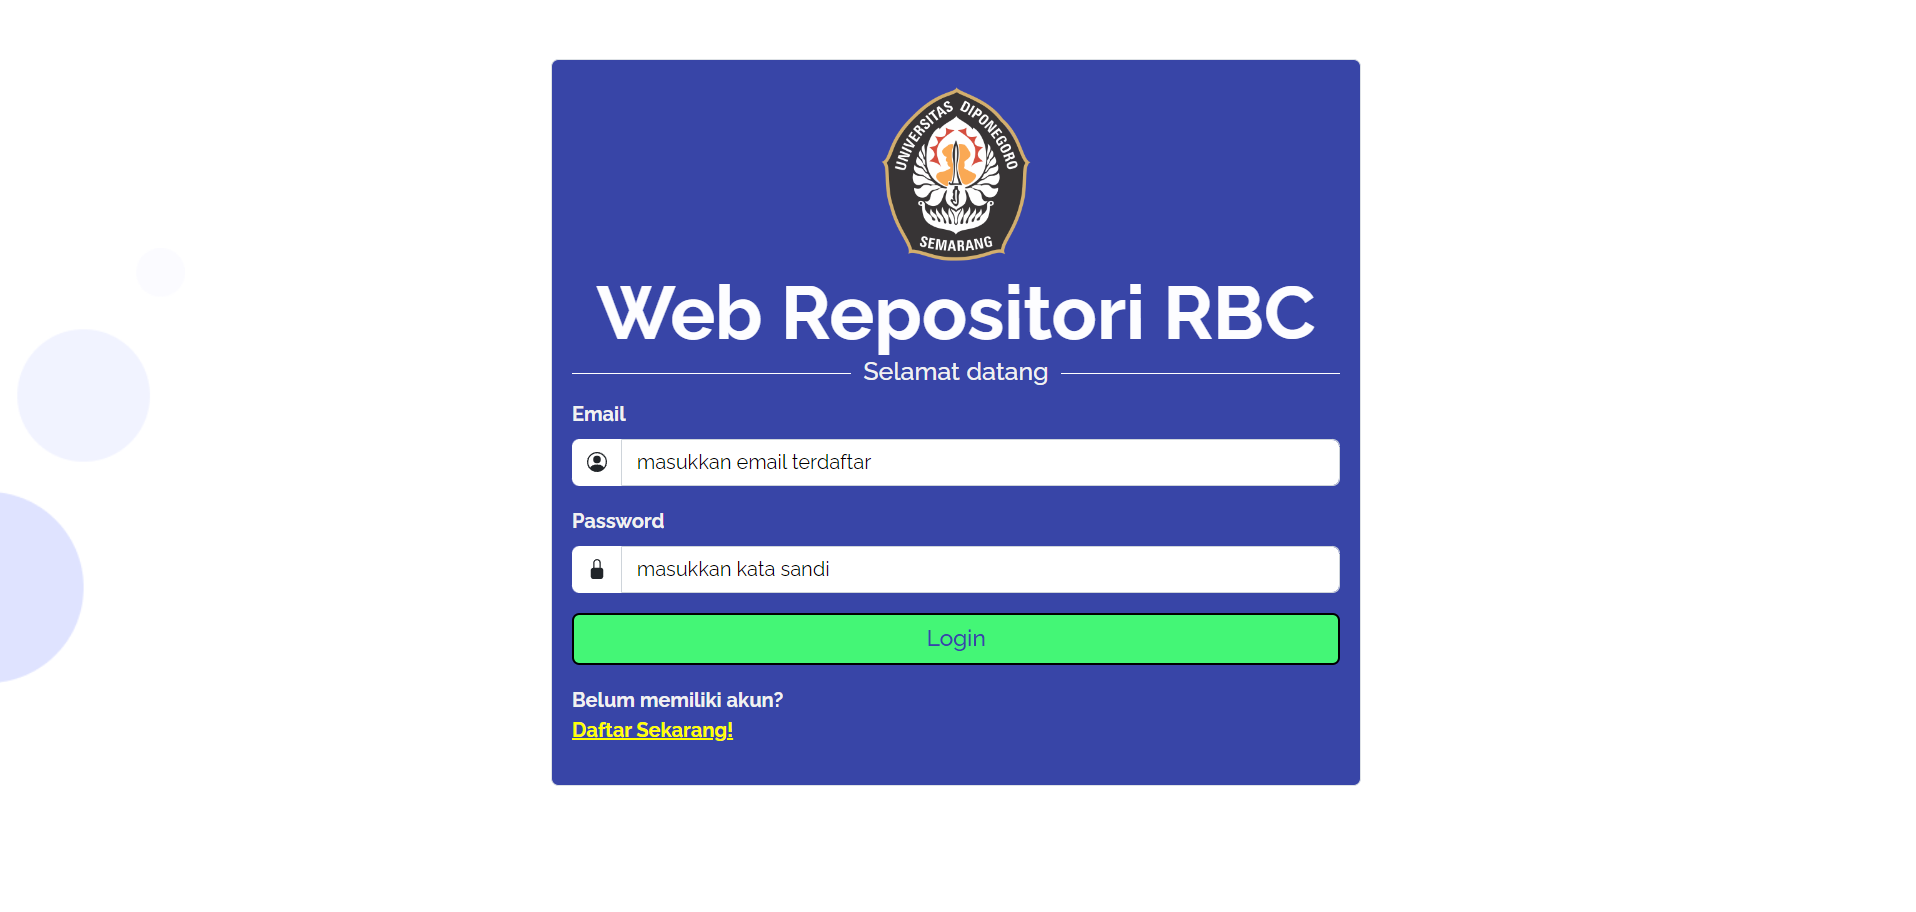 UNIVERSITAS DIPONEGORO
SEMARANG
Web Repositori RBC
Selamat datang
Email
masukkan email terdaftar
Password
masukkan kata sandi
Login
Belum memiliki akun?
Daftar Sekarang!